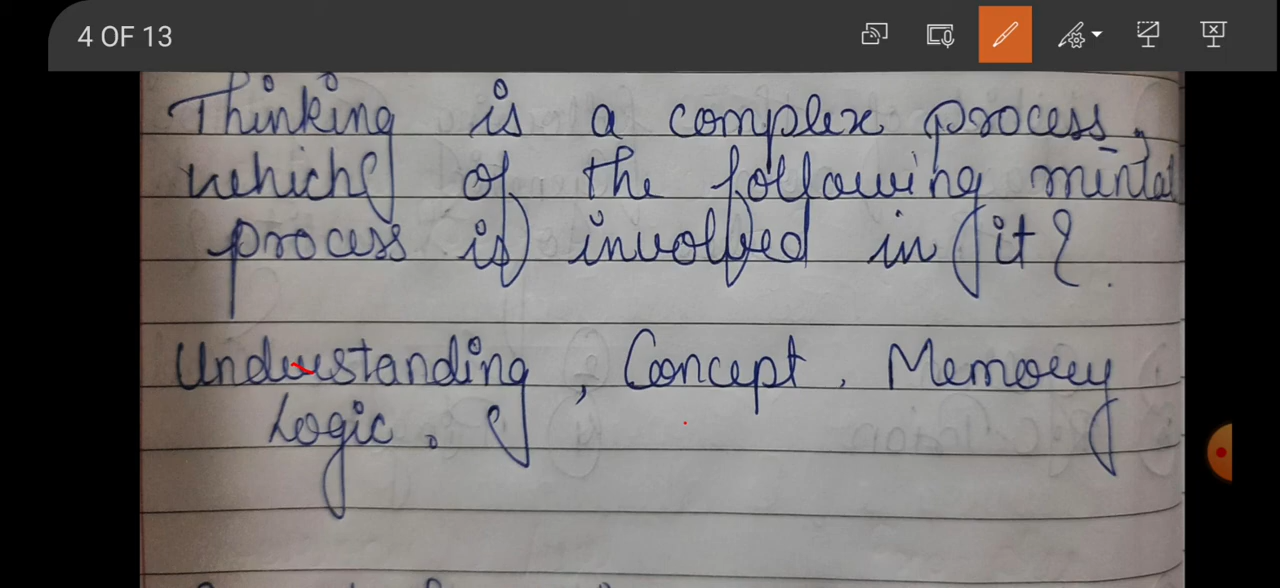 4 OF 13
Thinking is a complex process,
which of the following mental
process is involved in it?
Understanding, Concept, Memory
Logic.